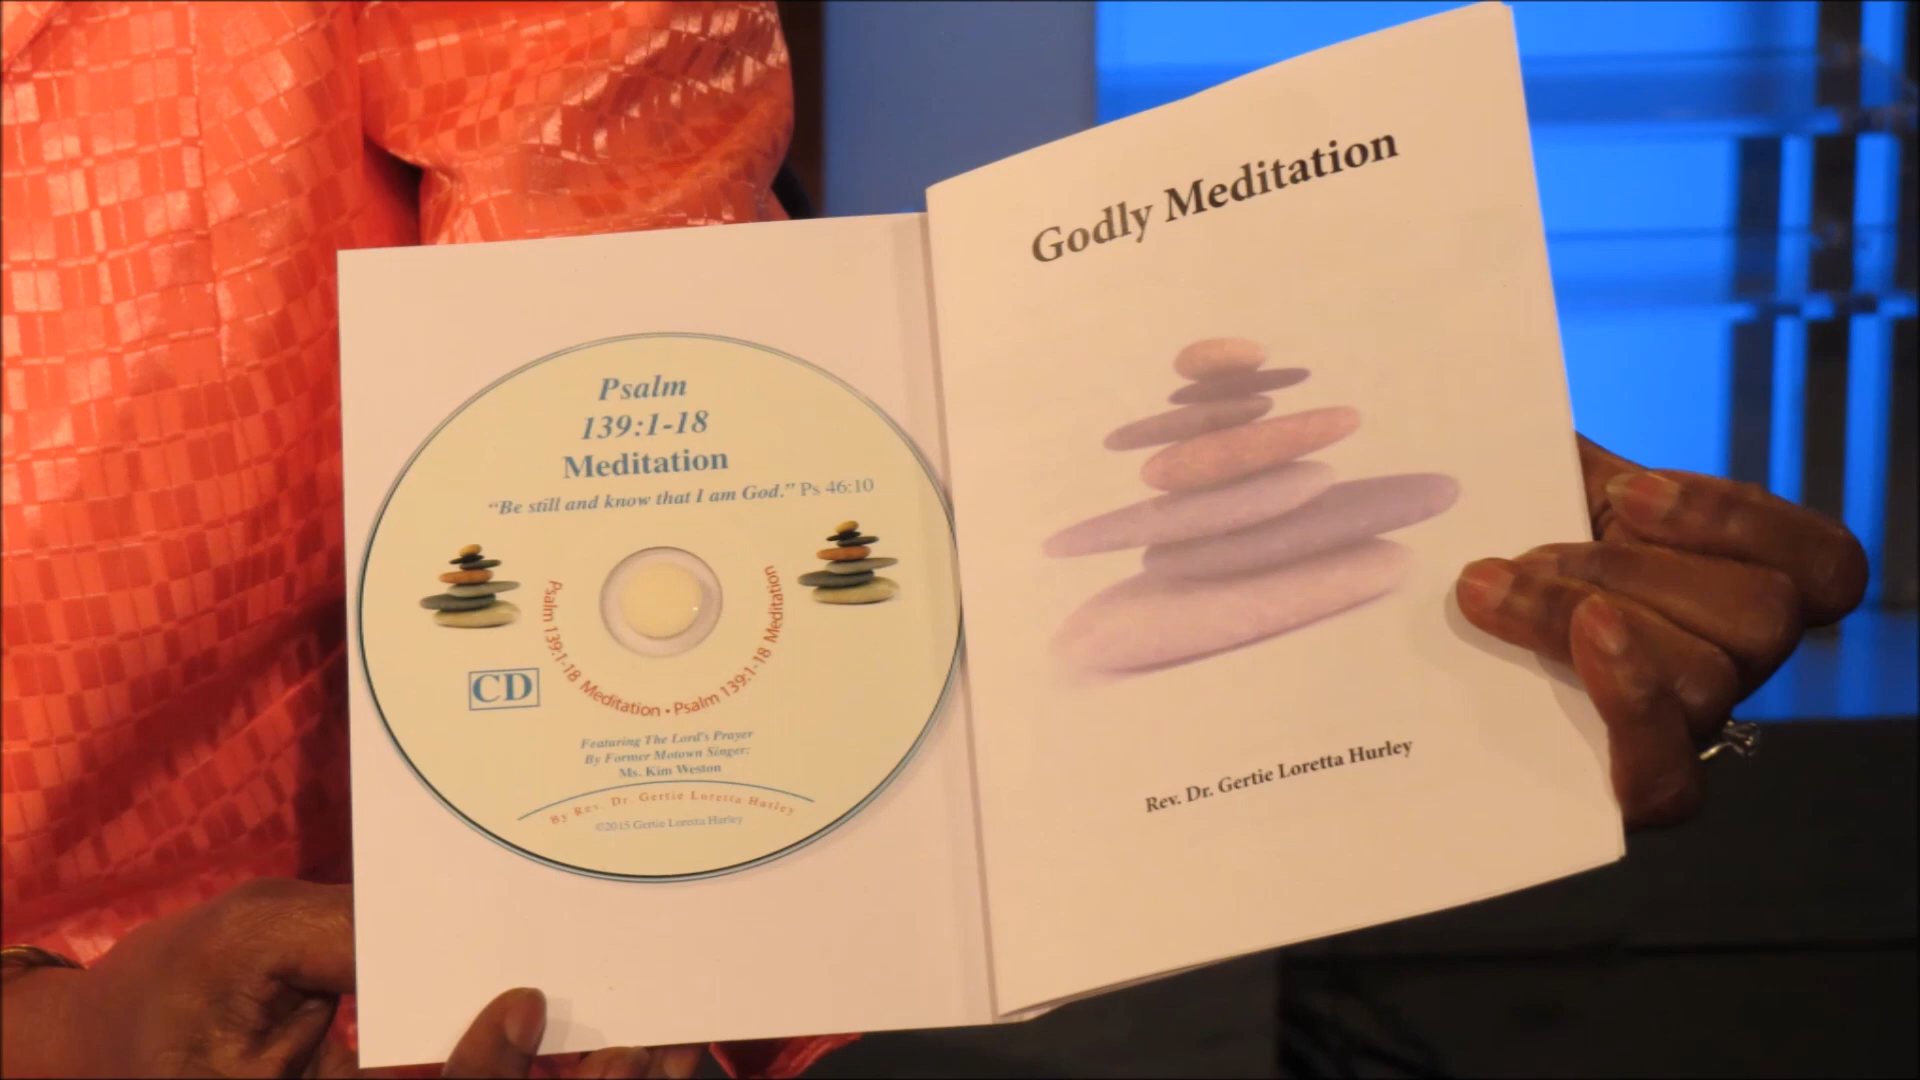 Psalm
139:1-18
Meditation
“Be still and know that I am God.” Ps 46:10
Psalm 139:1-18 Meditation • Psalm 139:1-18 Meditation
CD
Featuring The Lord's Prayer
By Former Motown Singer:
Ms. Kim Weston
By Rev. Dr. Gertie Loretta Hurley
©2015 Gertie Loretta Hurley
Godly Meditation
Rev. Dr. Gertie Loretta Hurley